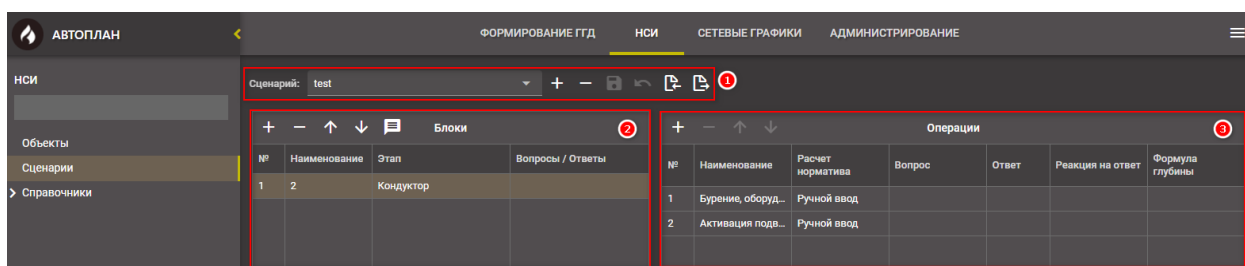 АВТОПЛАН
ФОРМИРОВАНИЕ ГГД НСИ СЕТЕВЫЕ ГРАФИКИ АДМИНИСТРИРОВАНИЕ
НСИ
Сценарий: test 1
Объекты
Сценарии
Справочники
Блоки 2
№ Наименование Этап Вопросы / Ответы
1 2 Кондуктор
Операции 3
№ Наименование Расчет норматива Вопрос Ответ Реакция на ответ Формула глубины
1 Бурение, оборуд... Ручной ввод
2 Активация подв... Ручной ввод